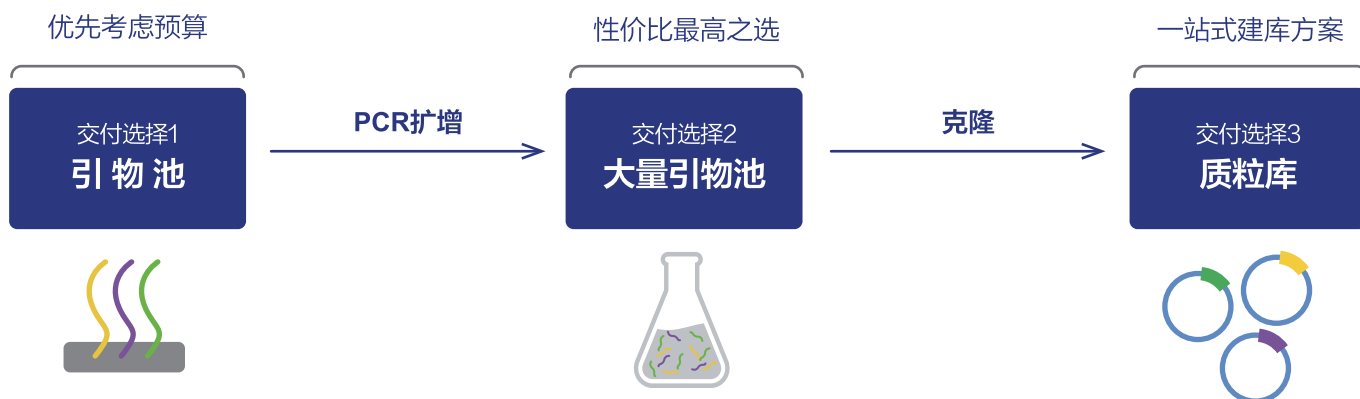 优先考虑预算
性价比最高之选
一站式建库方案
交付选择1
引物池
PCR扩增
交付选择2
大量引物池
克隆
交付选择3
质粒库